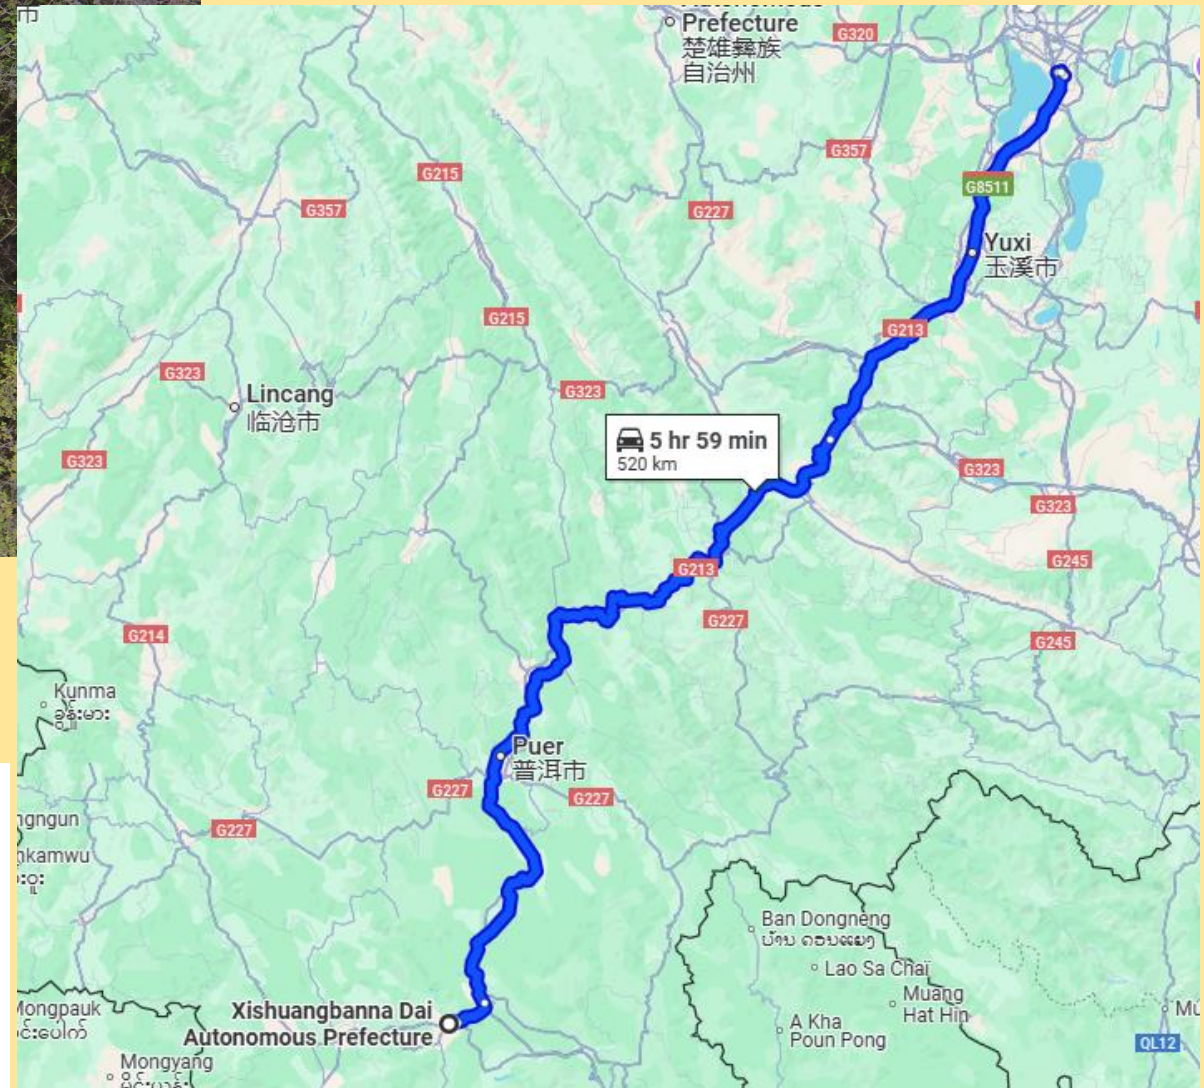 市
Prefecture
楚雄彝族
自治州
G320
G357
G215
G8511
G357
G227
Yuxi
玉溪市
G215
G213
G323
Lincang
临沧市
G323
5 hr 59 min
520 km
G323
G323
G323
G245
G213
G227
G214
G245
Kunma
Puer
普洱市
G227
G227
G227
Ban Dongneng
Lao Sa Chai
Muang
Hat Hin
Xishuangbanna Dai
Autonomous Prefecture
A Kha
Poun Pong
QL12
Mongyang